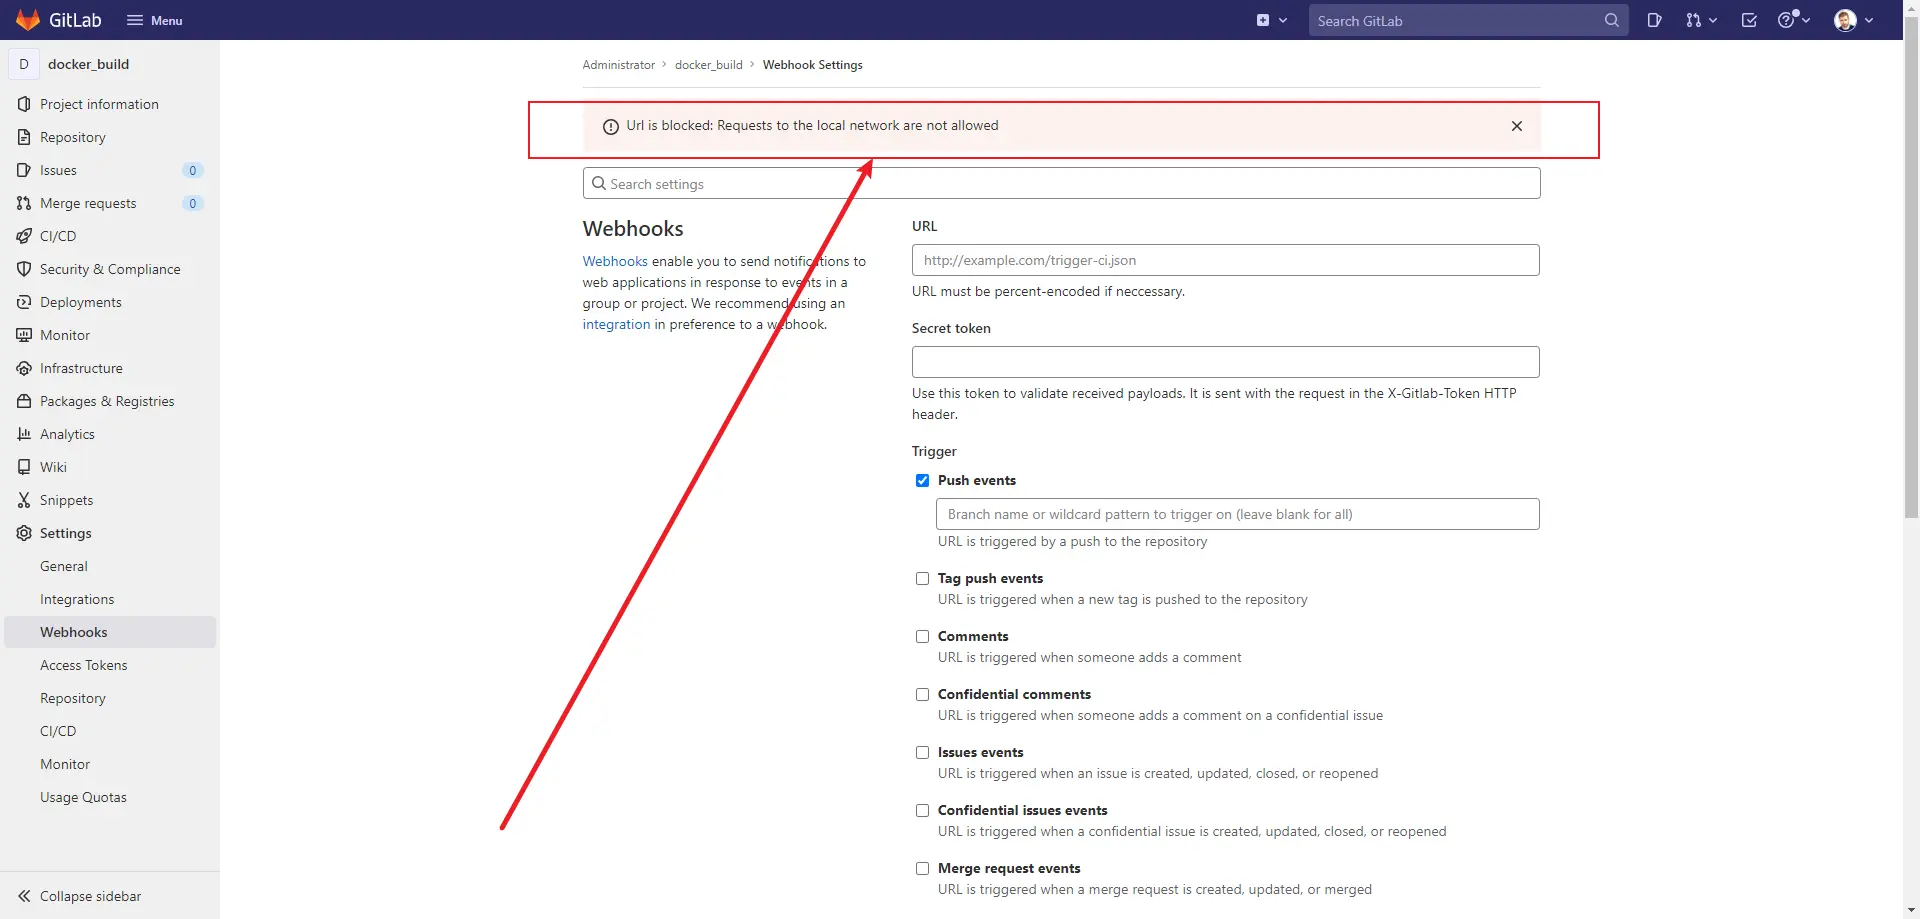 GitLab
Menu
Search GitLab
D docker_build
Project information
Repository
Issues 0
Merge requests 0
CI/CD
Security & Compliance
Deployments
Monitor
Infrastructure
Packages & Registries
Analytics
Wiki
Snippets
Settings
General
Integrations
Webhooks
Access Tokens
Repository
CI/CD
Monitor
Usage Quotas
Collapse sidebar
Administrator > docker_build > Webhook Settings
Url is blocked: Requests to the local network are not allowed
Search settings
Webhooks
Webhooks enable you to send notifications to
web applications in response to events in a
group or project. We recommend using an
integration in preference to a webhook.
URL
http://example.com/trigger-ci.json
URL must be percent-encoded if neccessary.
Secret token
Use this token to validate received payloads. It is sent with the request in the X-Gitlab-Token HTTP
header.
Trigger
Push events
Branch name or wildcard pattern to trigger on (leave blank for all)
URL is triggered by a push to the repository
Tag push events
URL is triggered when a new tag is pushed to the repository
Comments
URL is triggered when someone adds a comment
Confidential comments
URL is triggered when someone adds a comment on a confidential issue
Issues events
URL is triggered when an issue is created, updated, closed, or reopened
Confidential issues events
URL is triggered when a confidential issue is created, updated, closed, or reopened
Merge request events
URL is triggered when a merge request is created, updated, or merged